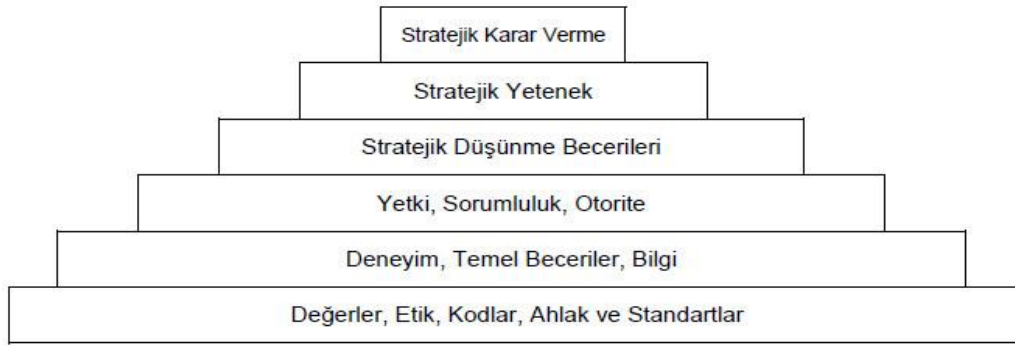 Stratejik Karar Verme
Stratejik Yetenek
Stratejik Düşünme Becerileri
Yetki, Sorumluluk, Otorite
Deneyim, Temel Beceriler, Bilgi
Değerler, Etik, Kodlar, Ahlak ve Standartlar